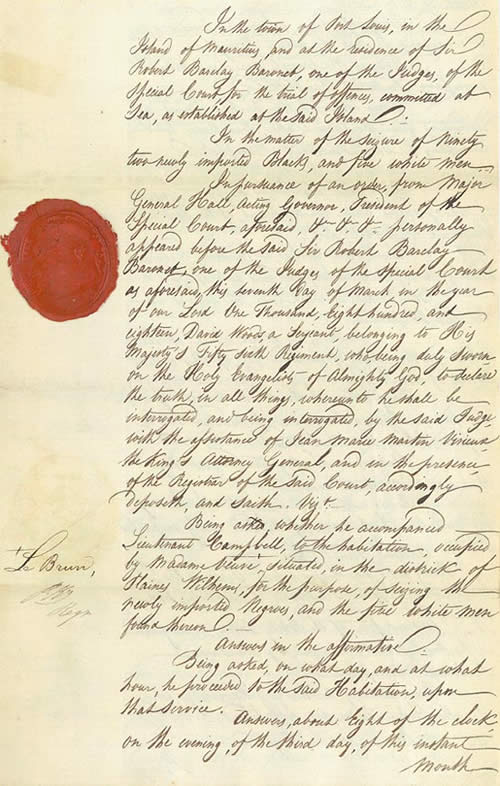 In the town of Port Louis, in the
Island of Mauritius, and at the residence of Sir
Robert Barclay Baronet, one of the Judges, of the
Special Court, for the trial of offences, committed at
Sea, as established at the said Island.
In the matter of the seizure of Ninety
two newly imported Blacks, and five white men
In pursuance of an order, from Major
General Hall, Acting Governor, President of the
Special Court, aforesaid, &. &. &. personally
appeared before the said Sir Robert Barclay
Baronet, one of the Judges of the Special Court
as aforesaid, this seventh day of March in the year
of our Lord One Thousand, Eight hundred, and
eighteen, David Woods, a Serjeant, belonging to His
Majesty's Fifty sixth Regiment, who, being duly sworn
on the Holy Evangelists of Almighty God, to declare
the truth, in all things, whereunto he shall be
interrogated, and being interrogated, by the said Judge
with the assistance of Jean Marie Martin Virieux
the King's Attorney General, and in the presence
of the Registrar of the said Court, accordingly
deposeth, and saith. Vizt.
Being asked, whether he accompanied
Lieutenant Campbell, to the habitation, occupied
by Madame, situated, in the district of
Plaines Wilhems, for the purpose, of seizing the
newly imported Negroes, and the five white men
found thereon.
Answers in the affirmative
Being asked, on what day, and at what
hour, he proceeded to the said Habitation, upon
that service.
Answers, about Eight of the clock
on the evening, of the third day, of this instant
Month
Le Brun,